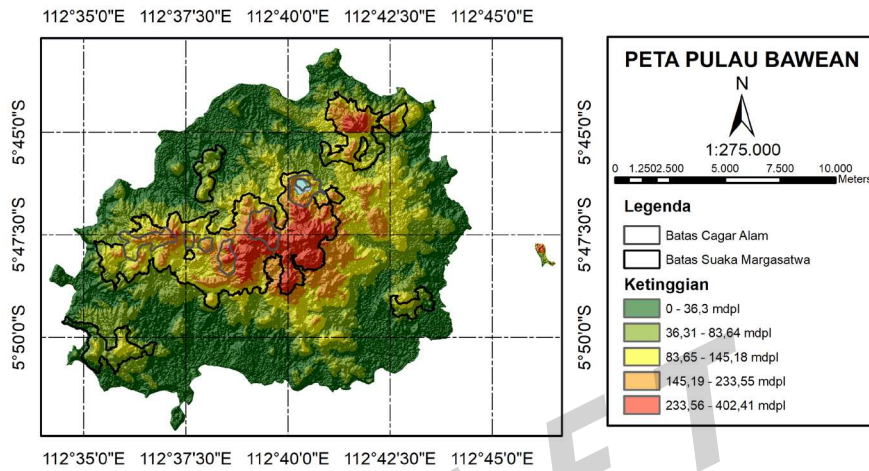 112°35'0"E 112°37'30"E 112°40'0"E 112°42'30"E 112°45'0"E
5°45'0"S
5°47'30"S
5°50'0"S
5°45'0"S
5°47'30"S
5°50'0"S
112°35'0"E 112°37'30"E 112°40'0"E 112°42'30"E 112°45'0"E
PETA PULAU BAWEAN
N
1:275.000
0 1.2502.500 5.000 7.500 10.000
Meters
Legenda
Batas Cagar Alam
Batas Suaka Margasatwa
Ketinggian
0 - 36,3 mdpl
36,31 - 83,64 mdpl
83,65 - 145,18 mdpl
145,19 - 233,55 mdpl
233,56 - 402,41 mdpl